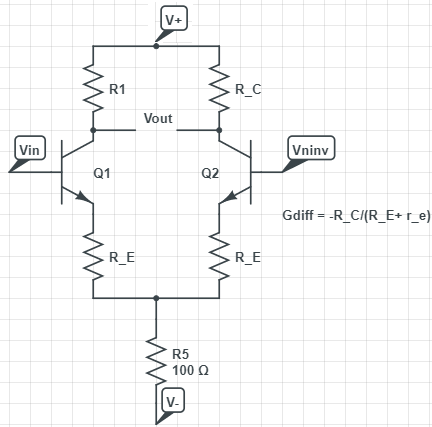 V+
R1
R_C
Vout
Vin
Vninv
Q1
Q2
Gdiff = -R_C/(R_E+ r_e)
R_E
R_E
R5
100 Ω
V-